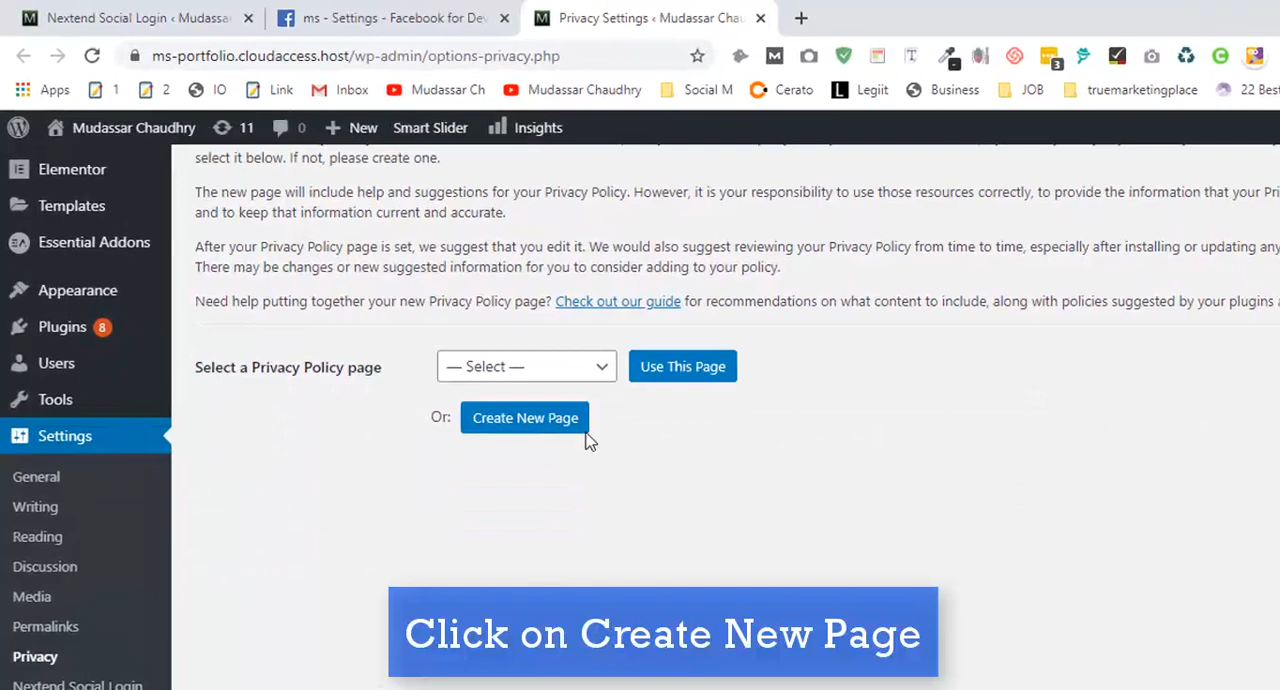 Nextend Social Login ‹ Mudassar
ms - Settings - Facebook for Dev
Privacy Settings ‹ Mudassar Chau
ms-portfolio.cloudaccess.host/wp-admin/options-privacy.php
3
Apps
1
2
IO
Link
Inbox
Mudassar Ch
Mudassar Chaudhry
Social M
Cerato
Legiit
Business
JOB
truemarketingplace
22 Best
Mudassar Chaudhry
11
0
New
Smart Slider
Insights
Elementor
Templates
Essential Addons
Appearance
Plugins 8
Users
Tools
Settings
General
Writing
Reading
Discussion
Media
Permalinks
Privacy
Nextend Social Login
select it below. If not, please create one.
The new page will include help and suggestions for your Privacy Policy. However, it is your responsibility to use those resources correctly, to provide the information that your Pri
and to keep that information current and accurate.
After your Privacy Policy page is set, we suggest that you edit it. We would also suggest reviewing your Privacy Policy from time to time, especially after installing or updating any
There may be changes or new suggested information for you to consider adding to your policy.
Need help putting together your new Privacy Policy page? Check out our guide for recommendations on what content to include, along with policies suggested by your plugins a
Select a Privacy Policy page
— Select —
Use This Page
Or:
Create New Page
Click on Create New Page